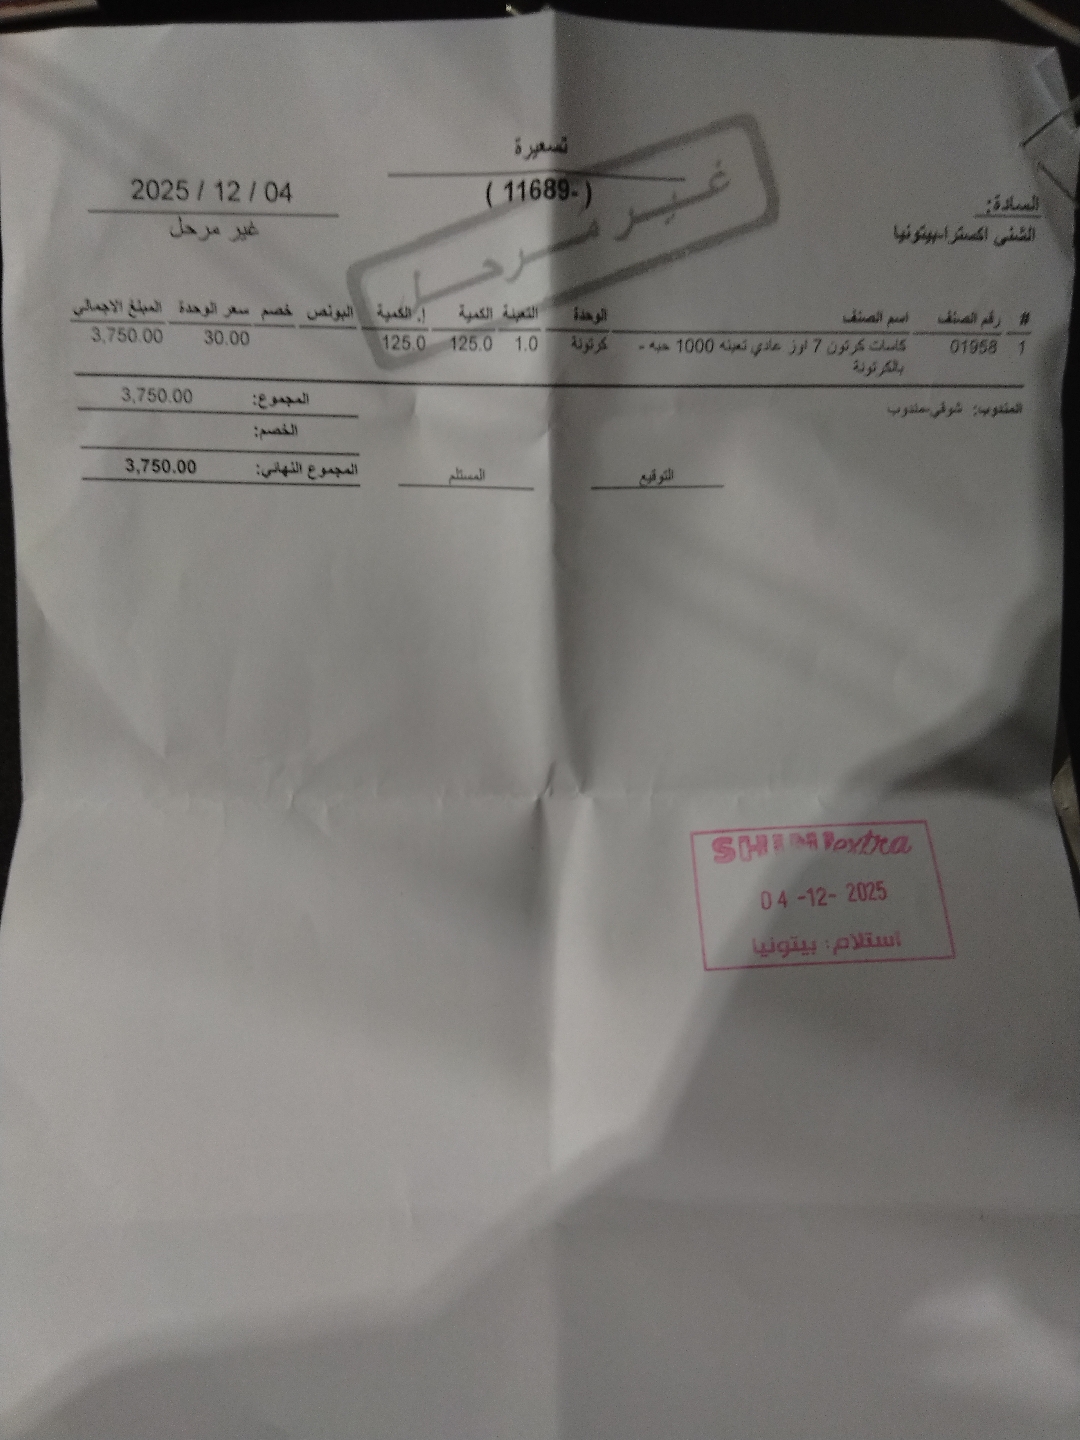 تسعيرة
( 11689- )
2025 / 12 / 04
غير مرحل
غير مرحل
السادة:
الشني اكسترا-بيتونيا
# رقم الصنف اسم الصنف الوحدة التعبئة الكمية إ. الكمية البونص خصم سعر الوحدة المبلغ الاجمالي
1 01958 كاسات كرتون 7 اوز عادي تعبئه 1000 حبه - كرتونة 1.0 125.0 125.0 30.00 3,750.00
بالكرتونة
المندوب: شوقي-مندوب
المجموع: 3,750.00
الخصم:
المجموع النهائي: 3,750.00
التوقيع المستلم
SHINI extra
04 -12- 2025
استلام: بيتونيا